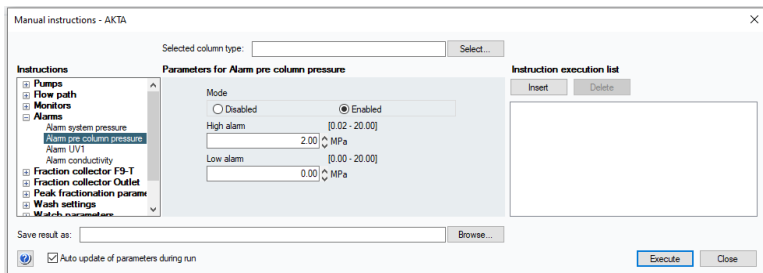 Manual instructions - AKTA
Selected column type:
Select...
Instructions
Pumps
Flow path
Monitors
Alarms
Alarm system pressure
Alarm pre column pressure
Alarm UV1
Alarm conductivity
Fraction collector F9-T
Fraction collector Outlet
Peak fractionation parame
Wash settings
Watch parameters
Parameters for Alarm pre column pressure
Mode
Disabled Enabled
High alarm [0.02 - 20.00]
2.00 MPa
Low alarm [0.00 - 20.00]
0.00 MPa
Instruction execution list
Insert Delete
Save result as:
Browse...
Auto update of parameters during run
Execute Close